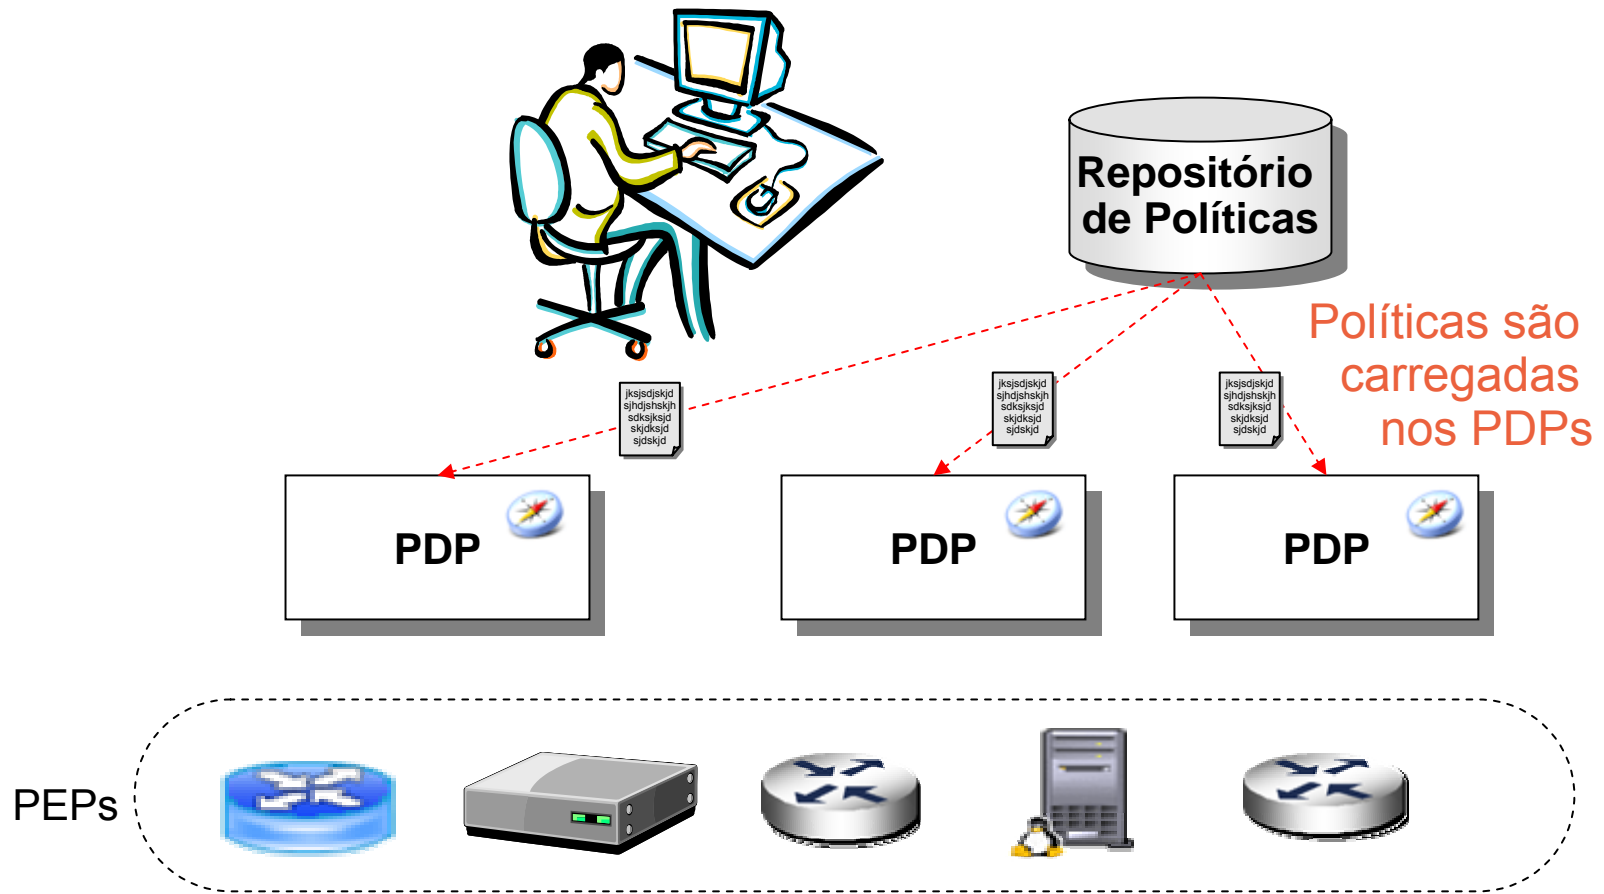 Repositório
de Políticas
Políticas são
carregadas
nos PDPs
jksjsdjskjd
sjhdjshskjh
sdksjksjd
skjdksjd
sjdskjd
jksjsdjskjd
sjhdjshskjh
sdksjksjd
skjdksjd
sjdskjd
jksjsdjskjd
sjhdjshskjh
sdksjksjd
skjdksjd
sjdskjd
PDP
PDP
PDP
PEPs